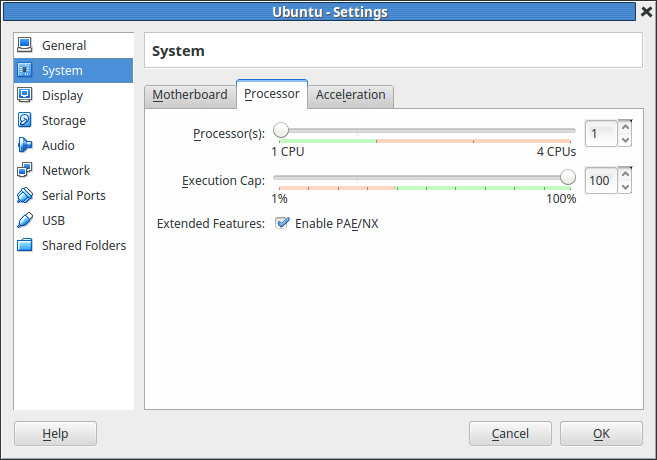 Ubuntu - Settings
General
System
Display
Storage
Audio
Network
Serial Ports
USB
Shared Folders
System
Motherboard Processor Acceleration
Processor(s): 1
1 CPU 4 CPUs
Execution Cap: 100
1% 100%
Extended Features: Enable PAE/NX
Help Cancel OK